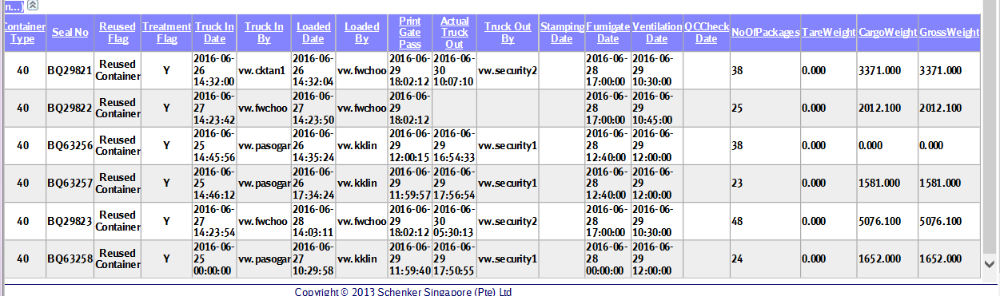 n...)
Container Type Seal No Reused Flag Treatment Flag Truck In Date Truck In By Loaded Date Loaded By Print Gate Pass Actual Truck Out Truck Out By Stamping Date Fumigate Date Ventilation Date QCCheck Date NoOfPackages TareWeight CargoWeight GrossWeight
40 BQ29821 Reused Container Y 2016-06-26 14:32:00 vw.cktan1 2016-06-26 14:32:04 vw.fwchoo 2016-06-29 18:02:12 2016-06-30 10:07:10 vw.security2 2016-06-28 17:00:00 2016-06-29 10:30:00 38 0.000 3371.000 3371.000
40 BQ29822 Reused Container Y 2016-06-27 14:23:42 vw.fwchoo 2016-06-27 14:23:50 vw.fwchoo 2016-06-29 18:02:12 2016-06-28 17:00:00 2016-06-29 10:45:00 25 0.000 2012.100 2012.100
40 BQ63256 Reused Container Y 2016-06-25 14:45:56 vw.pasogar 2016-06-26 14:35:24 vw.kklin 2016-06-29 12:00:15 2016-06-29 16:54:33 vw.security1 2016-06-28 12:40:00 2016-06-29 12:00:00 38 0.000 0.000 0.000
40 BQ63257 Reused Container Y 2016-06-25 14:46:12 vw.pasogar 2016-06-26 17:34:24 vw.kklin 2016-06-29 11:59:57 2016-06-29 17:56:54 vw.security1 2016-06-28 12:40:00 2016-06-29 12:00:00 23 0.000 1581.000 1581.000
40 BQ29823 Reused Container Y 2016-06-27 14:23:54 vw.fwchoo 2016-06-28 14:03:11 vw.fwchoo 2016-06-29 18:02:12 2016-06-30 05:30:13 vw.security2 2016-06-28 17:00:00 2016-06-29 10:30:00 48 0.000 5076.100 5076.100
40 BQ63258 Reused Container Y 2016-06-25 00:00:00 vw.pasogar 2016-06-27 10:29:58 vw.kklin 2016-06-29 11:59:40 2016-06-29 17:50:55 vw.security1 2016-06-28 00:00:00 2016-06-29 12:00:00 24 0.000 1652.000 1652.000
Copyright © 2013 Schenker Singapore (Pte) Ltd